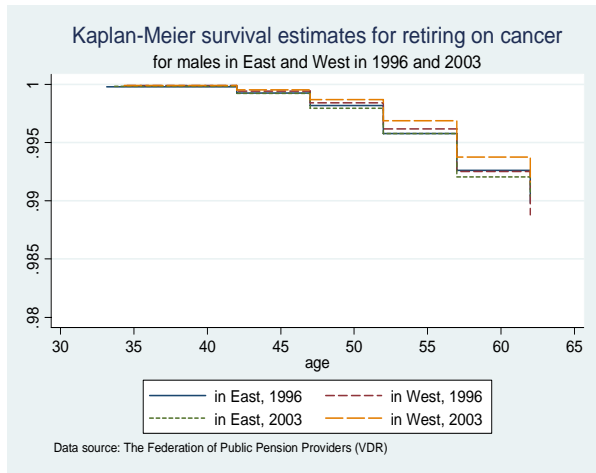 Kaplan-Meier survival estimates for retiring on cancer
for males in East and West in 1996 and 2003
1
.995
.99
.985
.98
30 35 40 45 50 55 60 65
age
in East, 1996 in West, 1996
in East, 2003 in West, 2003
Data source: The Federation of Public Pension Providers (VDR)